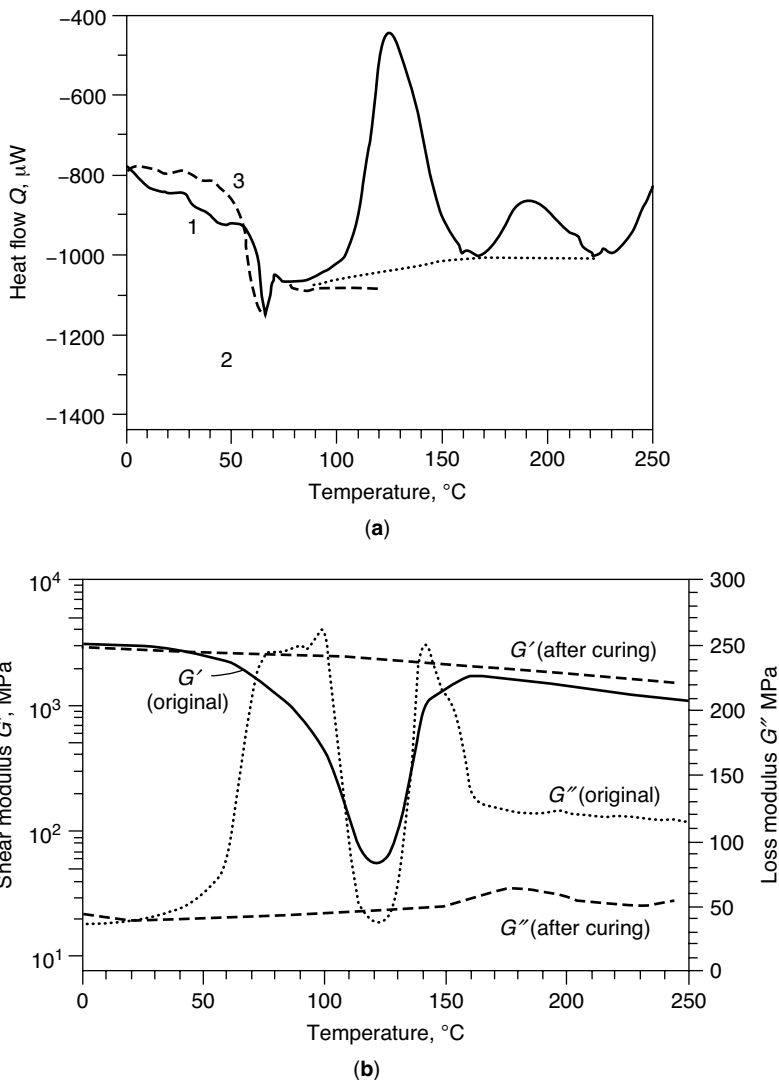 −400
−600
−800
−1000
−1200
−1400
Heat flow Q, μW
3
1
2
0 50 100 150 200 250
Temperature, °C
(a)
10⁴
10³
10²
10¹
Shear modulus G′, MPa
300
250
200
150
100
50
0
Loss modulus G″ MPa
G′ (after curing)
G′
(original)
G″ (original)
G″ (after curing)
0 50 100 150 200 250
Temperature, °C
(b)